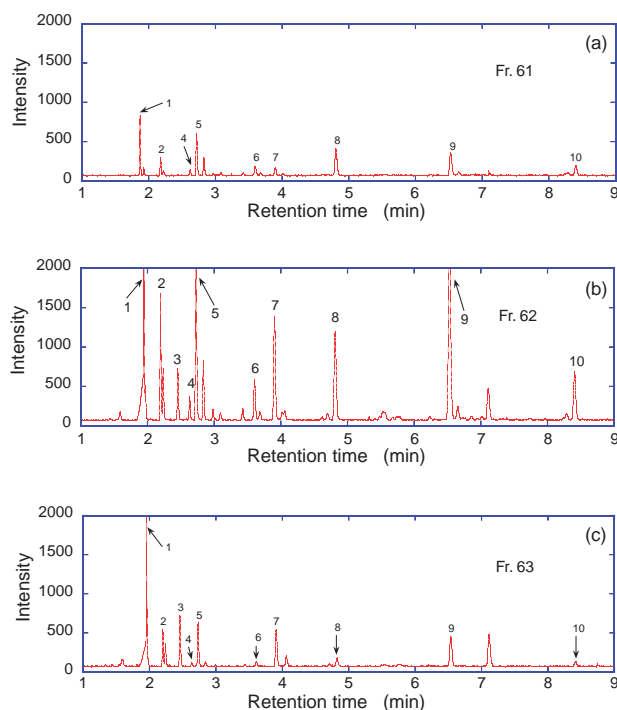 2000
(a)
Fr. 61
1500
Intensity
1000
1
5
500
2
4
6
7
8
9
10
0
1 2 3 4 5 6 7 8 9
Retention time (min)
2000
(b)
1
2
5
9
Fr. 62
1500
7
8
Intensity
1000
3
6
10
500
4
0
1 2 3 4 5 6 7 8 9
Retention time (min)
2000
(c)
1
Fr. 63
1500
Intensity
1000
3
2
5
7
500
4
6
8
9
10
0
1 2 3 4 5 6 7 8 9
Retention time (min)